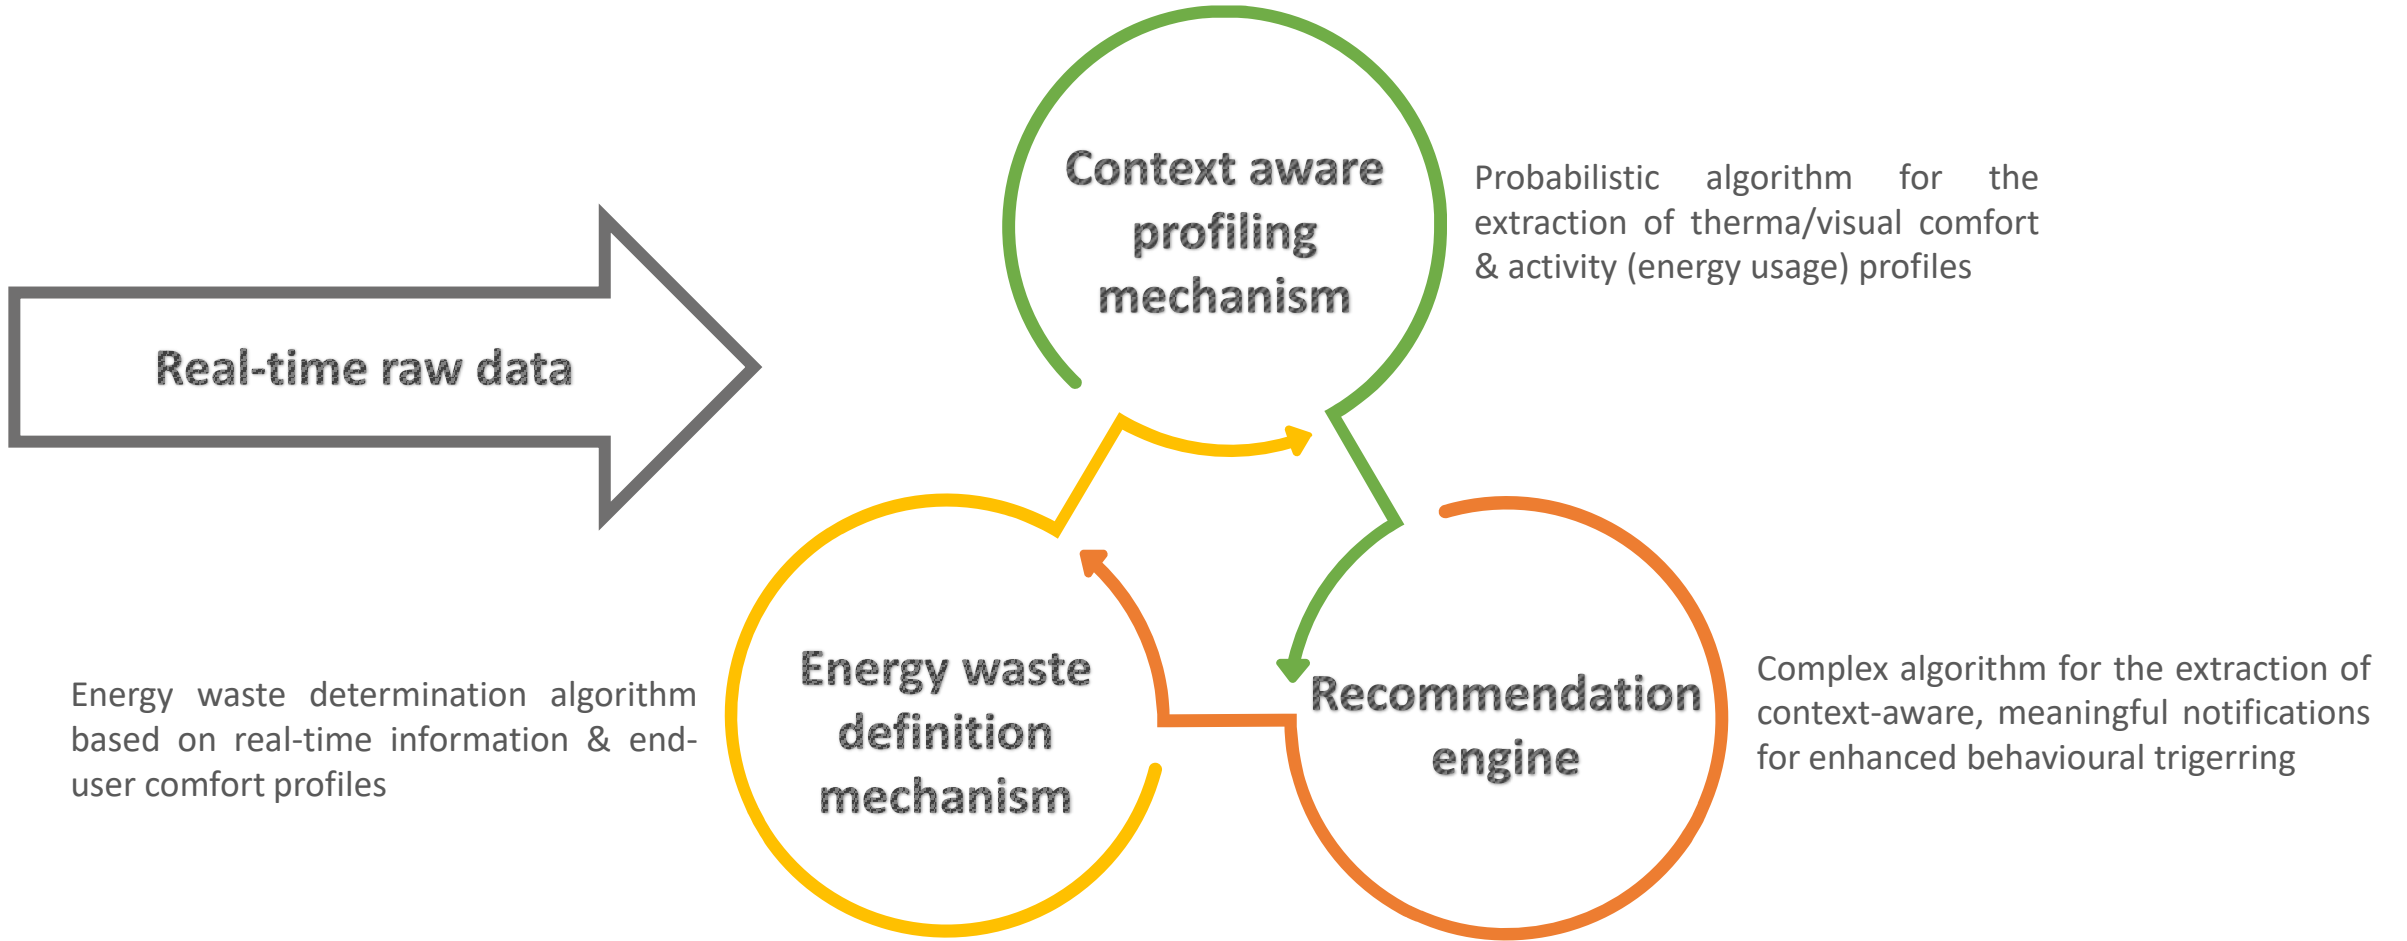 Context aware
profiling
mechanism
Probabilistic algorithm for the
extraction of therma/visual comfort
& activity (energy usage) profiles
Real-time raw data
Energy waste
definition
mechanism
Energy waste determination algorithm
based on real-time information & end-
user comfort profiles
Recommendation
engine
Complex algorithm for the extraction of
context-aware, meaningful notifications
for enhanced behavioural trigerring